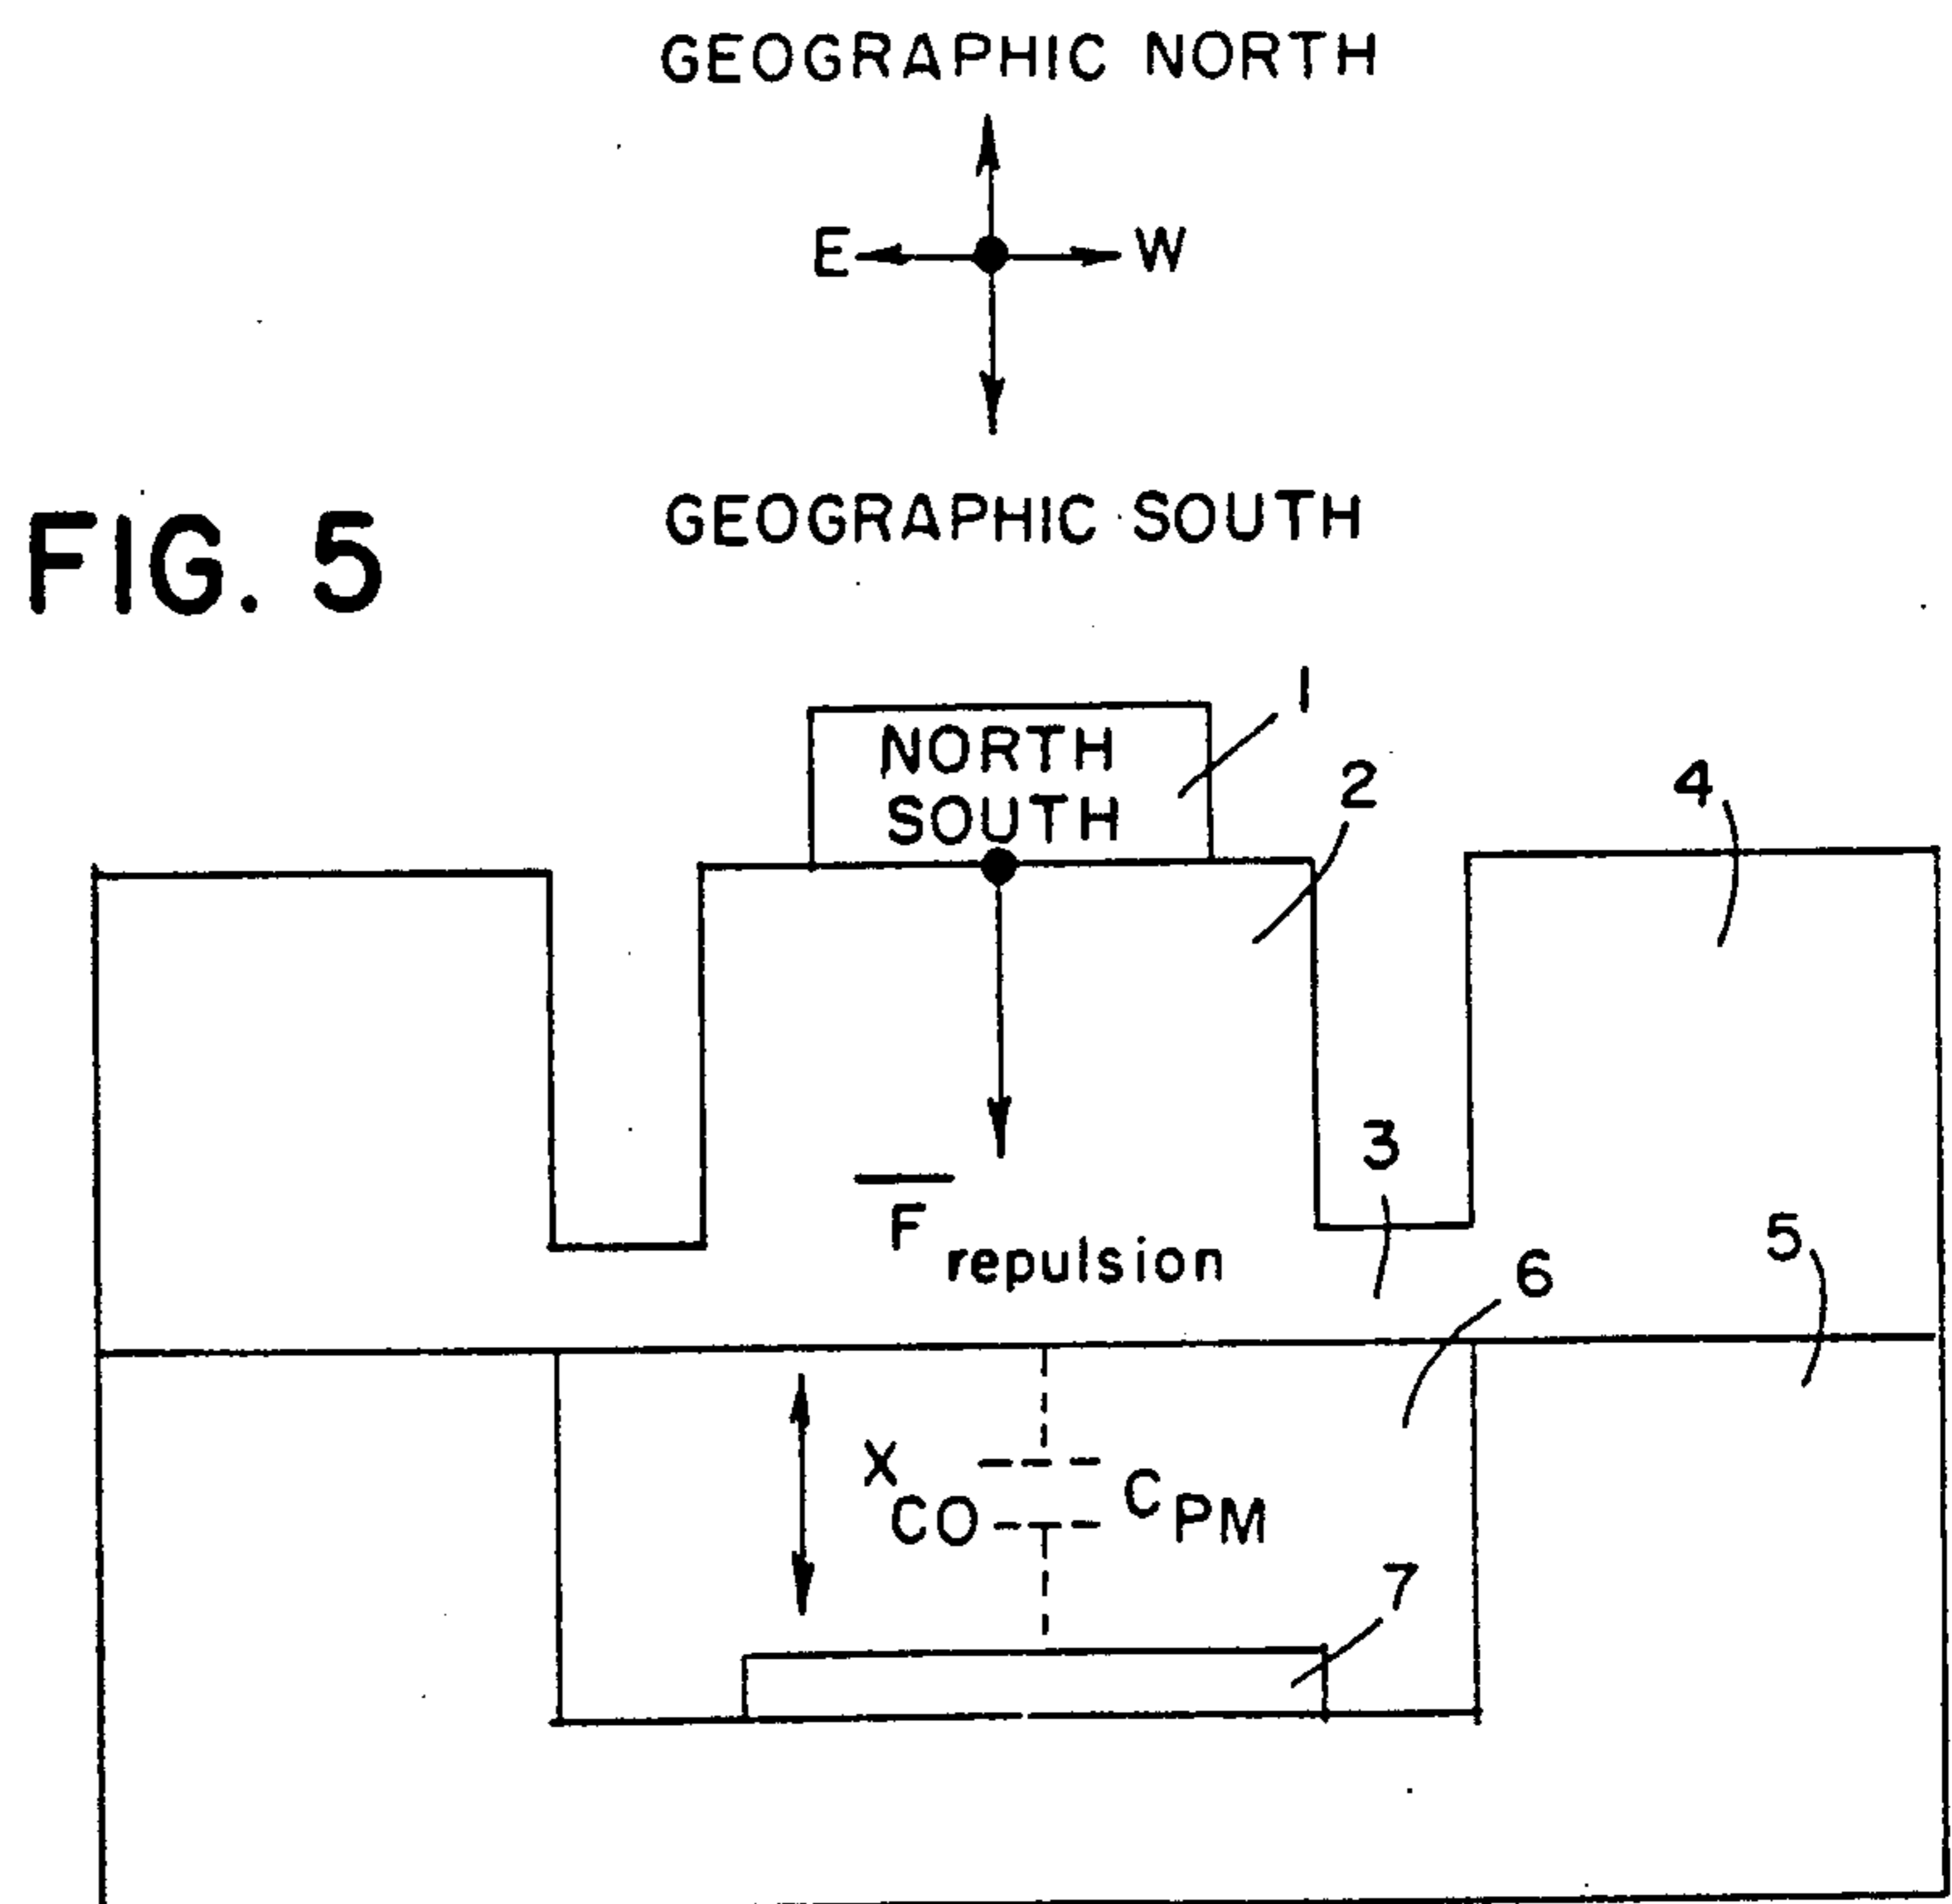 GEOGRAPHIC NORTH
E W
GEOGRAPHIC SOUTH
FIG. 5
1
NORTH
2
4
SOUTH
3
F repulsion
5
6
X CO
C PM
7